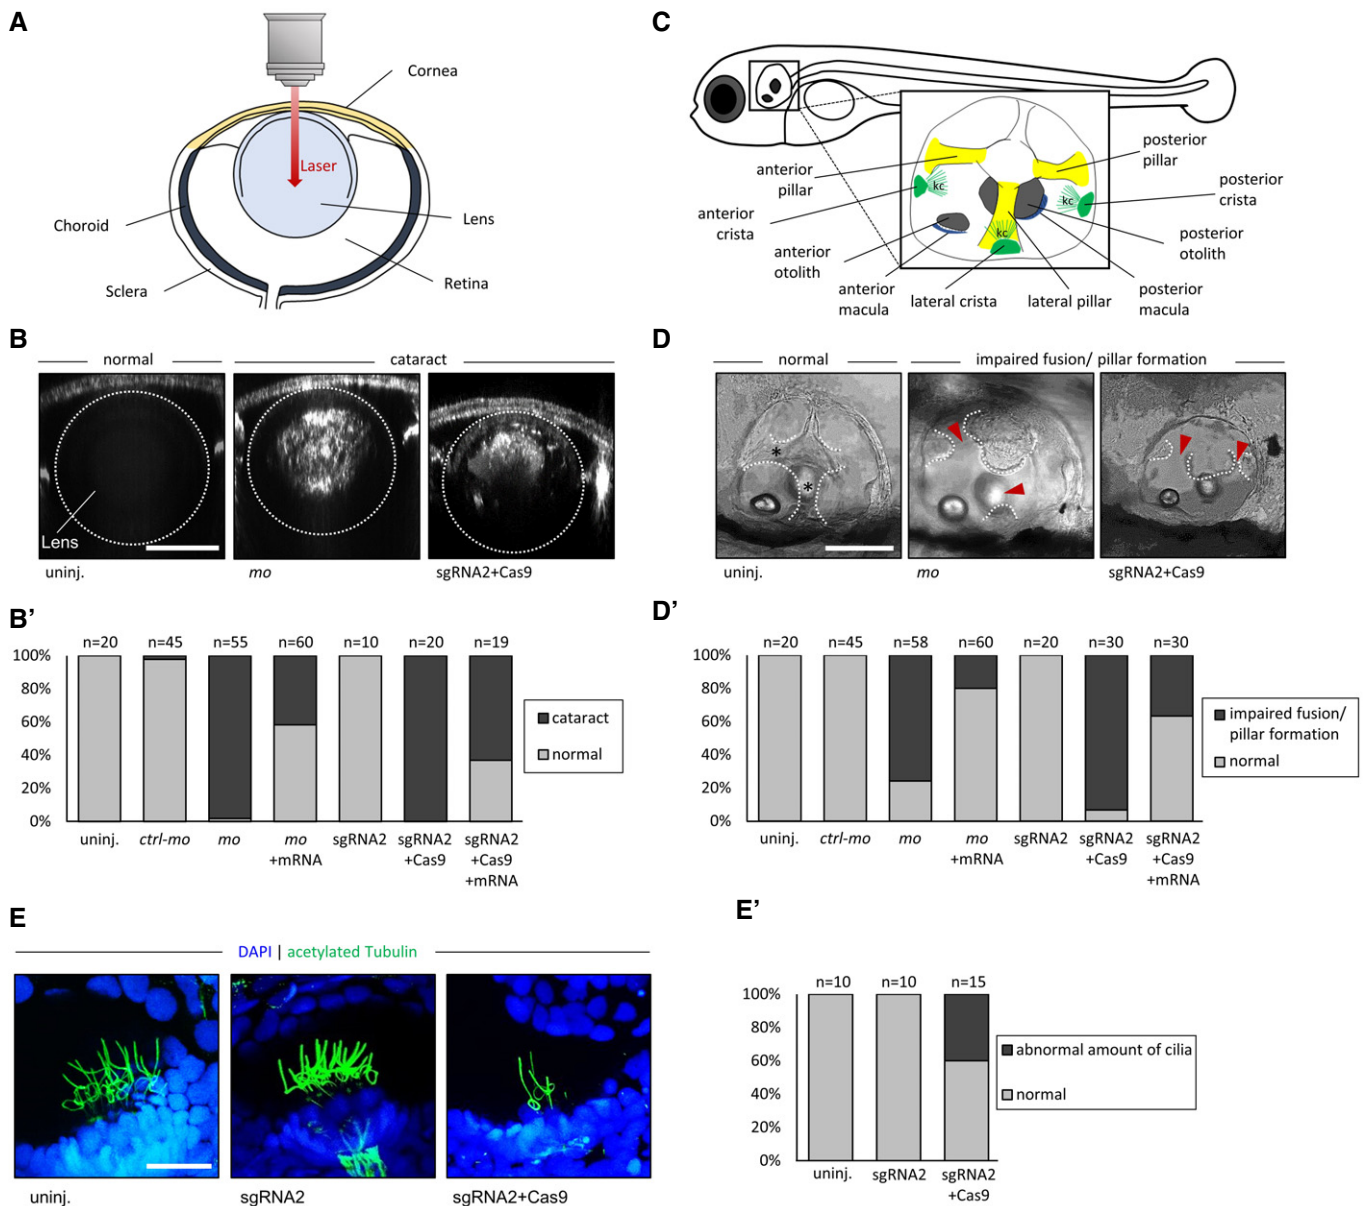 A
Cornea
Laser
Choroid
Lens
Sclera
Retina
C
anterior
pillar
posterior
pillar
anterior
crista
posterior
crista
kc
kc
kc
anterior
otolith
posterior
otolith
anterior
macula
lateral crista
lateral pillar
posterior
macula
B
normal
cataract
Lens
uninj.
mo
sgRNA2+Cas9
D
normal
impaired fusion/ pillar formation
*
*
uninj.
mo
sgRNA2+Cas9
B’
n=20 n=45 n=55 n=60 n=10 n=20 n=19
100%
80%
60%
40%
20%
0%
cataract
normal
uninj.
ctrl-mo
mo
mo
+mRNA
sgRNA2
sgRNA2
+Cas9
sgRNA2
+Cas9
+mRNA
D’
n=20 n=45 n=58 n=60 n=20 n=30 n=30
100%
80%
60%
40%
20%
0%
impaired fusion/
pillar formation
normal
uninj.
ctrl-mo
mo
mo
+mRNA
sgRNA2
sgRNA2
+Cas9
sgRNA2
+Cas9
+mRNA
E
DAPI | acetylated Tubulin
uninj.
sgRNA2
sgRNA2+Cas9
E’
n=10 n=10 n=15
100%
80%
60%
40%
20%
0%
abnormal amount of cilia
normal
uninj.
sgRNA2
sgRNA2
+Cas9